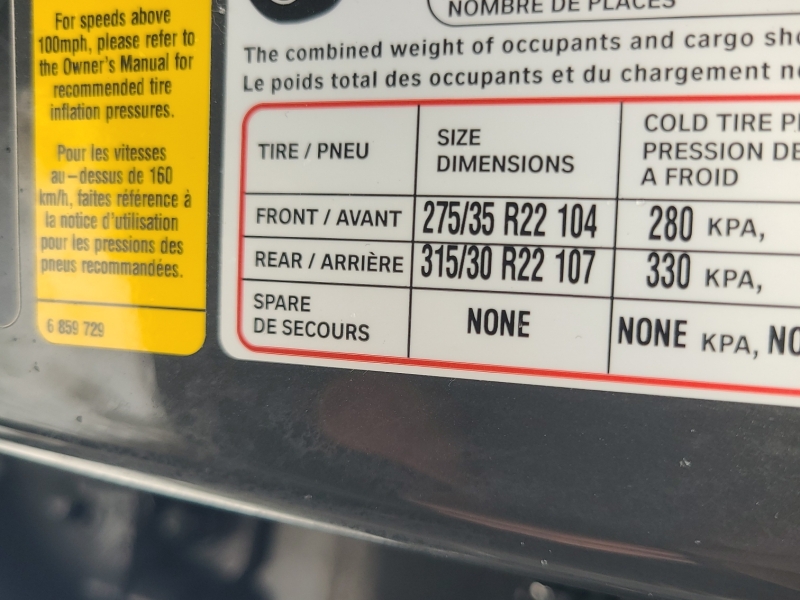 For speeds above
100mph, please refer to
the Owner's Manual for
recommended tire
inflation pressures.
Pour les vitesses
au-dessus de 160
km/h, faites référence à
la notice d'utilisation
pour les pressions des
pneus recommandées.
6 859 729
NOMBRE DE PLACES
The combined weight of occupants and cargo sho
Le poids total des occupants et du chargement n
TIRE / PNEU
SIZE
DIMENSIONS
COLD TIRE P
PRESSION DE
A FROID
FRONT / AVANT 275/35 R22 104 280 KPA,
REAR / ARRIÈRE 315/30 R22 107 330 KPA,
SPARE
DE SECOURS
NONE
NONE KPA, NO